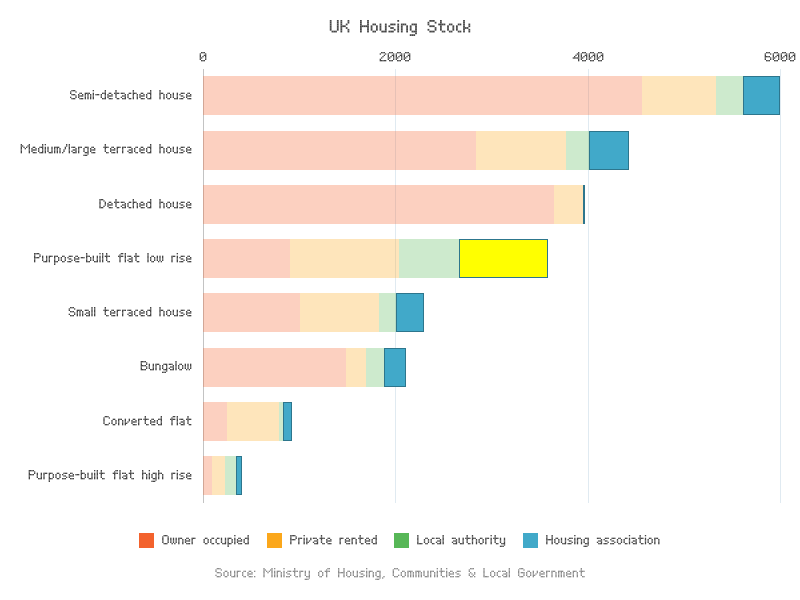 UK Housing Stock
0 2000 4000 6000
Semi-detached house
Medium/large terraced house
Detached house
Purpose-built flat low rise
Small terraced house
Bungalow
Converted flat
Purpose-built flat high rise
Owner occupied Private rented Local authority Housing association
Source: Ministry of Housing, Communities & Local Government